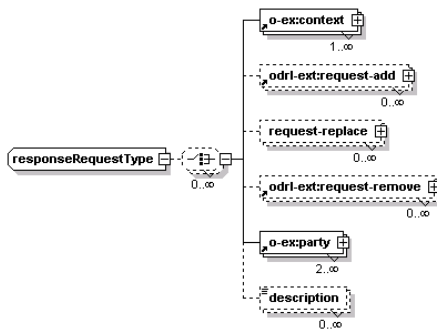 o-ex:context
1..∞
odrl-ext:request-add
0..∞
request-replace
0..∞
responseRequestType
0..∞
odrl-ext:request-remove
0..∞
o-ex:party
2..∞
description
0..∞